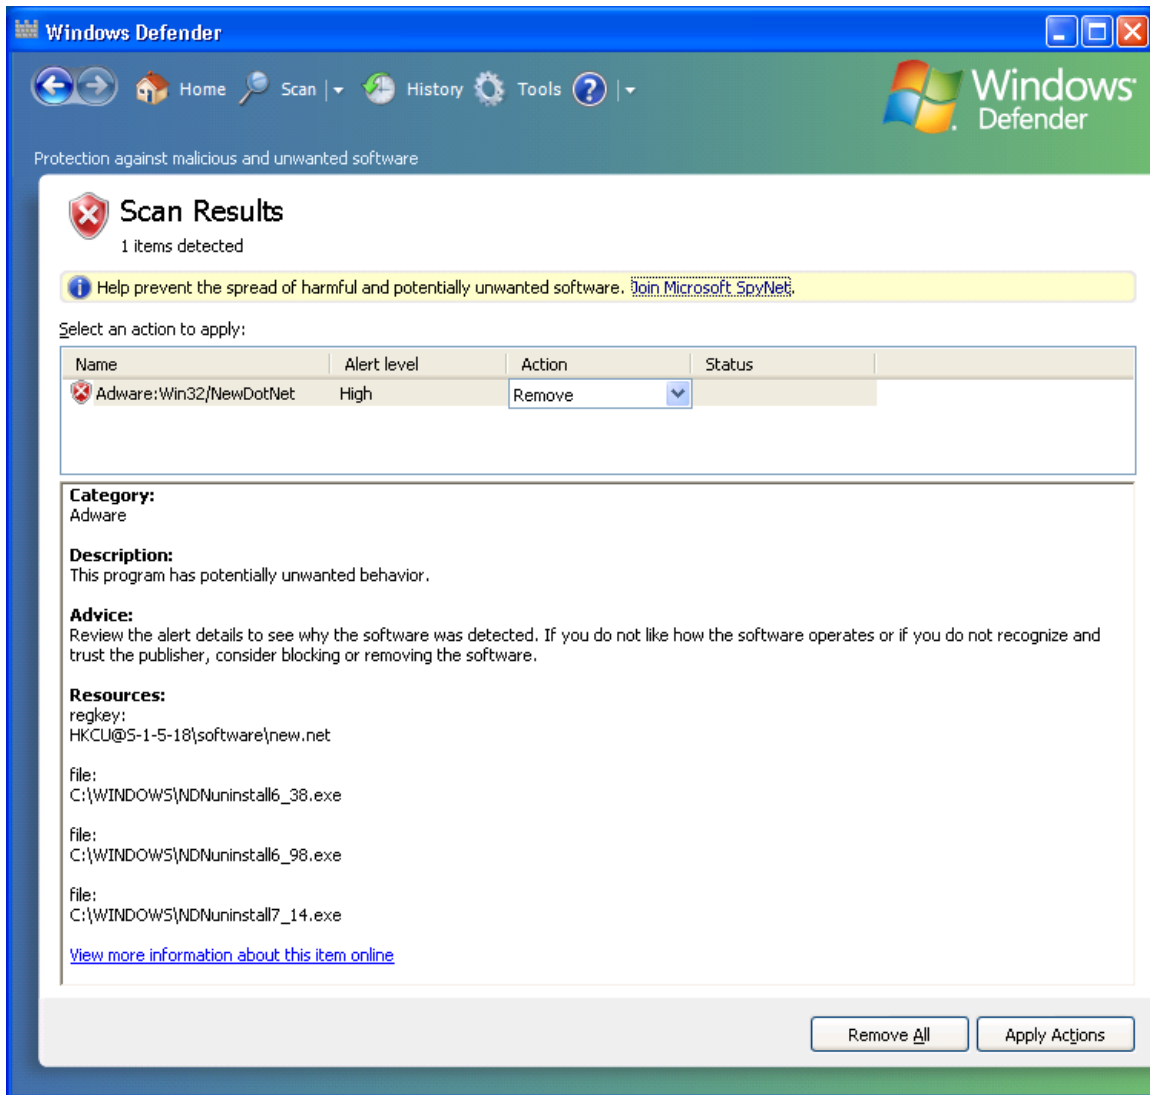 Windows Defender
Home Scan History Tools ?
Windows Defender
Protection against malicious and unwanted software
Scan Results
1 items detected
Help prevent the spread of harmful and potentially unwanted software. Join Microsoft SpyNet.
Select an action to apply:
Name Alert level Action Status
Adware:Win32/NewDotNet High Remove
Category:
Adware
Description:
This program has potentially unwanted behavior.
Advice:
Review the alert details to see why the software was detected. If you do not like how the software operates or if you do not recognize and
trust the publisher, consider blocking or removing the software.
Resources:
regkey:
HKCU@S-1-5-18\software\new.net
file:
C:\WINDOWS\NDNuninstall6_38.exe
file:
C:\WINDOWS\NDNuninstall6_98.exe
file:
C:\WINDOWS\NDNuninstall7_14.exe
View more information about this item online
Remove All Apply Actions